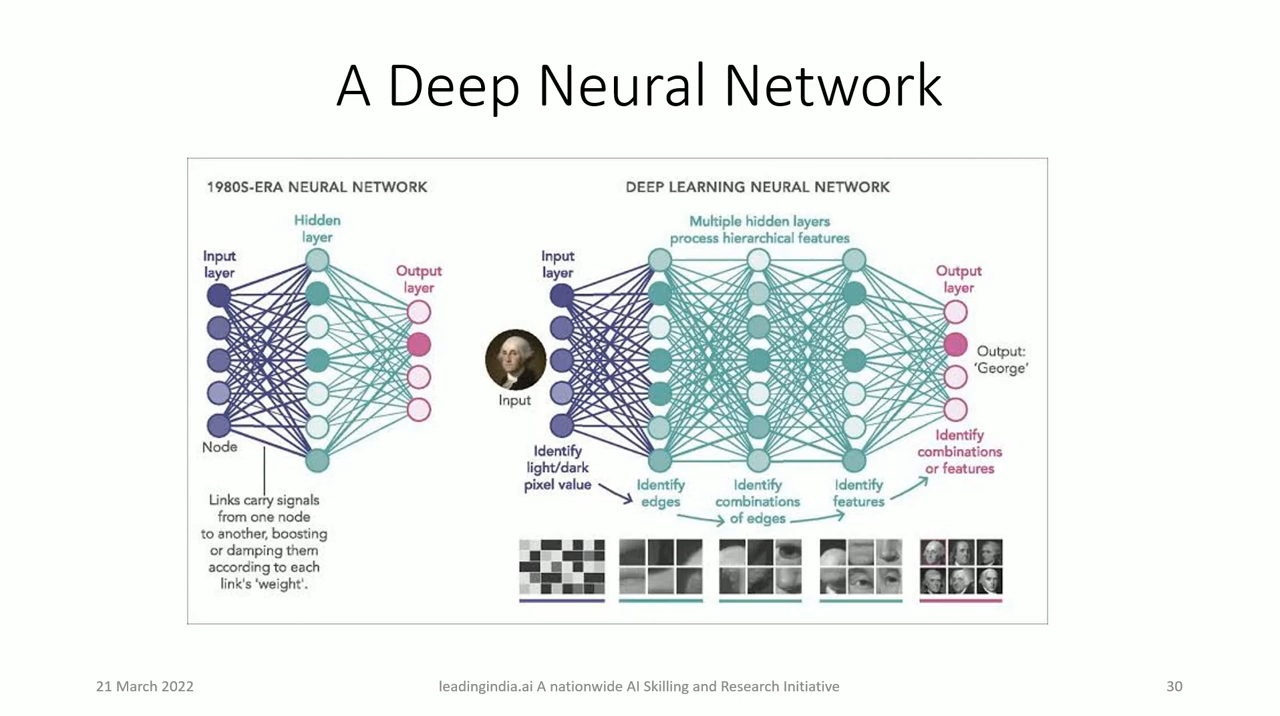 A Deep Neural Network
1980S-ERA NEURAL NETWORK
Hidden
layer
Input
layer
Output
layer
Node
Links carry signals
from one node
to another, boosting
or damping them
according to each
link's 'weight'.
DEEP LEARNING NEURAL NETWORK
Multiple hidden layers
process hierarchical features
Input
layer
Output
layer
Input
Output:
'George'
Identify
light/dark
pixel value
Identify
edges
Identify
combinations
of edges
Identify
features
Identify
combinations
or features
21 March 2022
leadingindia.ai A nationwide AI Skilling and Research Initiative
30